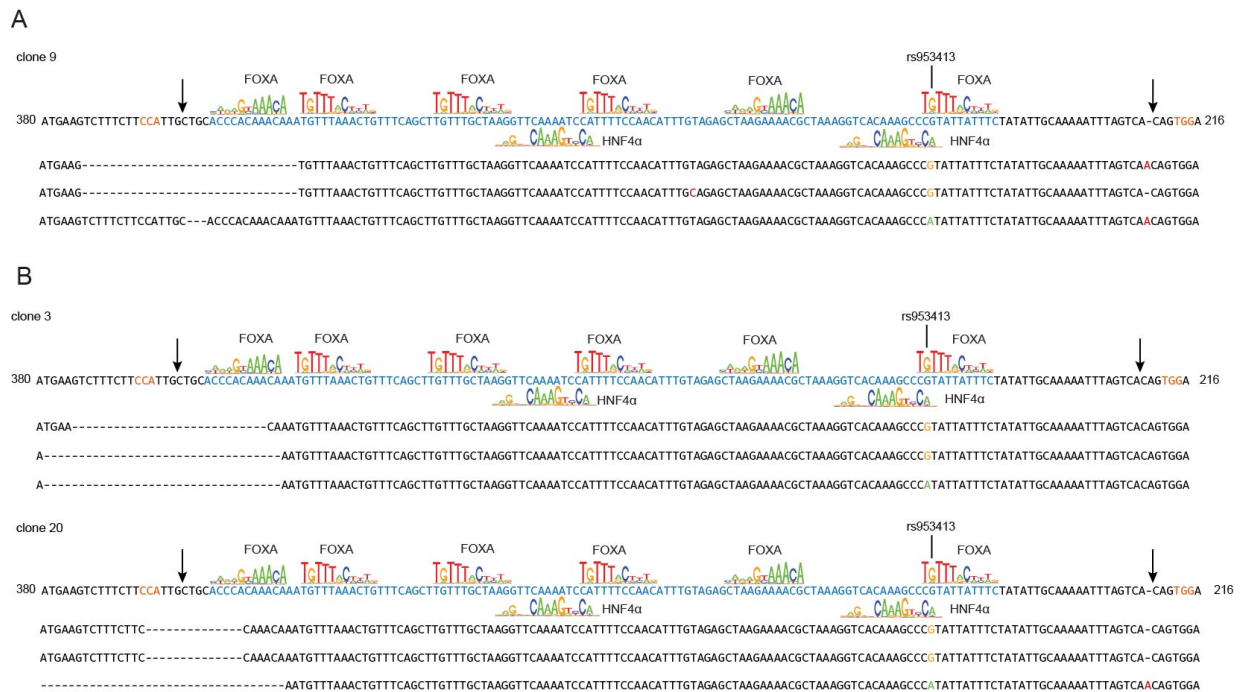 A
clone 9
rs953413
FOXA FOXA FOXA FOXA FOXA FOXA
380 ATGAAGTCTTTCTTCCATTGCTGCACCCACAAACAAATGTTTAAACTGTTTCAGCTTGTTTGCTAAGGTTCAAAATCCATTTTCCAACATTTGTAGAGCTAAGAAAACGCTAAAGGTCACAAAGCCCGTATTATTTCTATATTGCAAAAATTTAGTCA-CAGTGGA 216
HNF4α HNF4α
ATGAAG-------------------------------TGTTTAAACTGTTTCAGCTTGTTTGCTAAGGTTCAAAATCCATTTTCCAACATTTGTAGAGCTAAGAAAACGCTAAAGGTCACAAAGCCCGTATTATTTCTATATTGCAAAAATTTAGTCAACAGTGGA
ATGAAG-------------------------------TGTTTAAACTGTTTCAGCTTGTTTGCTAAGGTTCAAAATCCATTTTCCAACATTTGCAGAGCTAAGAAAACGCTAAAGGTCACAAAGCCCGTATTATTTCTATATTGCAAAAATTTAGTCA-CAGTGGA
ATGAAGTCTTTCTTCCATTGC---ACCCACAAACAAATGTTTAAACTGTTTCAGCTTGTTTGCTAAGGTTCAAAATCCATTTTCCAACATTTGTAGAGCTAAGAAAACGCTAAAGGTCACAAAGCCCATATTATTTCTATATTGCAAAAATTTAGTCAACAGTGGA
B
clone 3
rs953413
FOXA FOXA FOXA FOXA FOXA FOXA
380 ATGAAGTCTTTCTTCCATTGCTGCACCCACAAACAAATGTTTAAACTGTTTCAGCTTGTTTGCTAAGGTTCAAAATCCATTTTCCAACATTTGTAGAGCTAAGAAAACGCTAAAGGTCACAAAGCCCGTATTATTTCTATATTGCAAAAATTTAGTCACAGTGGA 216
HNF4α HNF4α
ATGAA----------------------------CAAATGTTTAAACTGTTTCAGCTTGTTTGCTAAGGTTCAAAATCCATTTTCCAACATTTGTAGAGCTAAGAAAACGCTAAAGGTCACAAAGCCCGTATTATTTCTATATTGCAAAAATTTAGTCACAGTGGA
A----------------------------------AATGTTTAAACTGTTTCAGCTTGTTTGCTAAGGTTCAAAATCCATTTTCCAACATTTGTAGAGCTAAGAAAACGCTAAAGGTCACAAAGCCCGTATTATTTCTATATTGCAAAAATTTAGTCACAGTGGA
A----------------------------------AATGTTTAAACTGTTTCAGCTTGTTTGCTAAGGTTCAAAATCCATTTTCCAACATTTGTAGAGCTAAGAAAACGCTAAAGGTCACAAAGCCCATATTATTTCTATATTGCAAAAATTTAGTCACAGTGGA
clone 20
rs953413
FOXA FOXA FOXA FOXA FOXA FOXA
380 ATGAAGTCTTTCTTCCATTGCTGCACCCACAAACAAATGTTTAAACTGTTTCAGCTTGTTTGCTAAGGTTCAAAATCCATTTTCCAACATTTGTAGAGCTAAGAAAACGCTAAAGGTCACAAAGCCCGTATTATTTCTATATTGCAAAAATTTAGTCA-CAGTGGA 216
HNF4α HNF4α
ATGAAGTCTTTCTTC--------------CAAACAAATGTTTAAACTGTTTCAGCTTGTTTGCTAAGGTTCAAAATCCATTTTCCAACATTTGTAGAGCTAAGAAAACGCTAAAGGTCACAAAGCCCGTATTATTTCTATATTGCAAAAATTTAGTCA-CAGTGGA
ATGAAGTCTTTCTTC--------------CAAACAAATGTTTAAACTGTTTCAGCTTGTTTGCTAAGGTTCAAAATCCATTTTCCAACATTTGTAGAGCTAAGAAAACGCTAAAGGTCACAAAGCCCGTATTATTTCTATATTGCAAAAATTTAGTCA-CAGTGGA
-----------------------------------AATGTTTAAACTGTTTCAGCTTGTTTGCTAAGGTTCAAAATCCATTTTCCAACATTTGTAGAGCTAAGAAAACGCTAAAGGTCACAAAGCCCATATTATTTCTATATTGCAAAAATTTAGTCAACAGTGGA